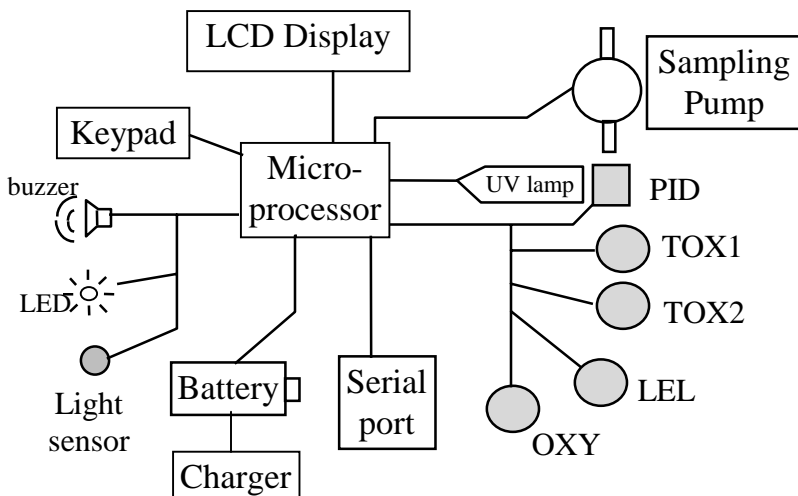 LCD Display
Sampling
Pump
Keypad
Micro-
processor
buzzer
UV lamp
PID
TOX1
LED
TOX2
Light
sensor
Battery
Serial
port
LEL
OXY
Charger